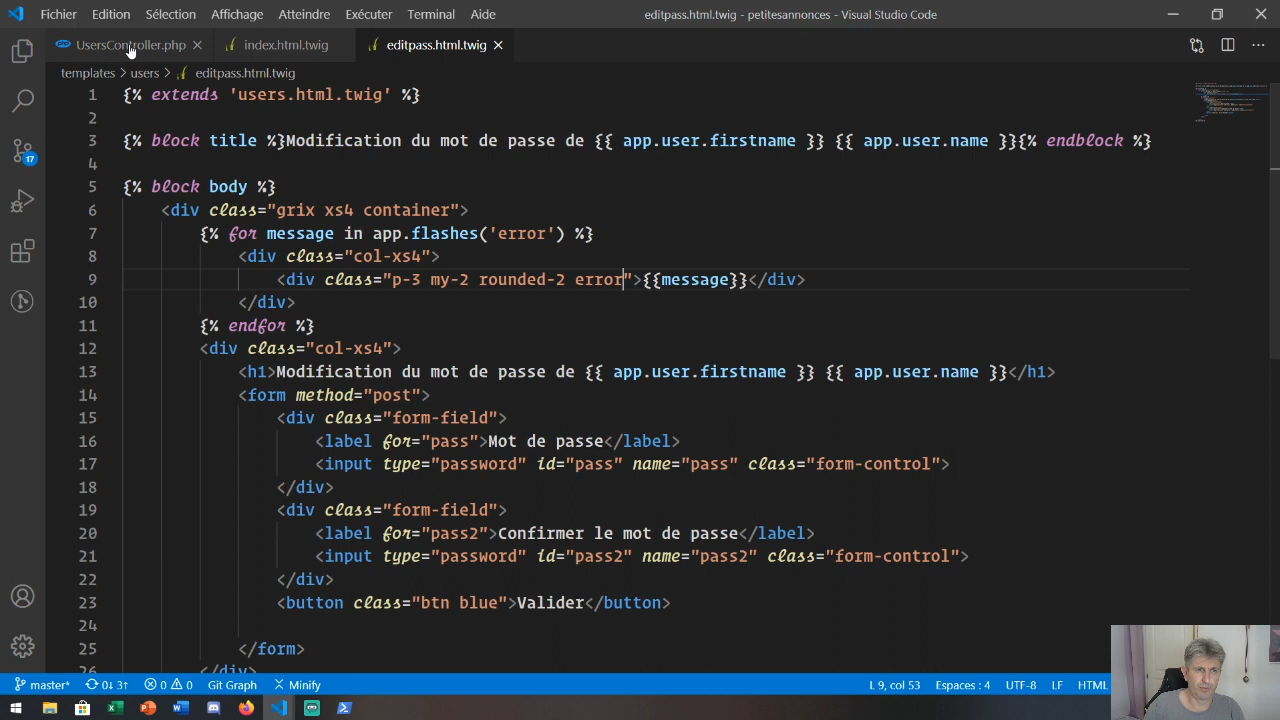 Fichier Edition Sélection Affichage Atteindre Exécuter Terminal Aide editpass.html.twig - petitesannonces - Visual Studio Code
php UsersController.php index.html.twig editpass.html.twig
templates > users > editpass.html.twig
1 {% extends 'users.html.twig' %}
2
3 {% block title %}Modification du mot de passe de {{ app.user.firstname }} {{ app.user.name }}{% endblock %}
4
5 {% block body %}
6 <div class="grix xs4 container">
7 {% for message in app.flashes('error') %}
8 <div class="col-xs4">
9 <div class="p-3 my-2 rounded-2 error">{{message}}</div>
10 </div>
11 {% endfor %}
12 <div class="col-xs4">
13 <h1>Modification du mot de passe de {{ app.user.firstname }} {{ app.user.name }}</h1>
14 <form method="post">
15 <div class="form-field">
16 <label for="pass">Mot de passe</label>
17 <input type="password" id="pass" name="pass" class="form-control">
18 </div>
19 <div class="form-field">
20 <label for="pass2">Confirmer le mot de passe</label>
21 <input type="password" id="pass2" name="pass2" class="form-control">
22 </div>
23 <button class="btn blue">Valider</button>
24
25 </form>
26 </div>
17
master* 0↓ 3↑ 0 0 Git Graph Minify L 9, col 53 Espaces : 4 UTF-8 LF HTML